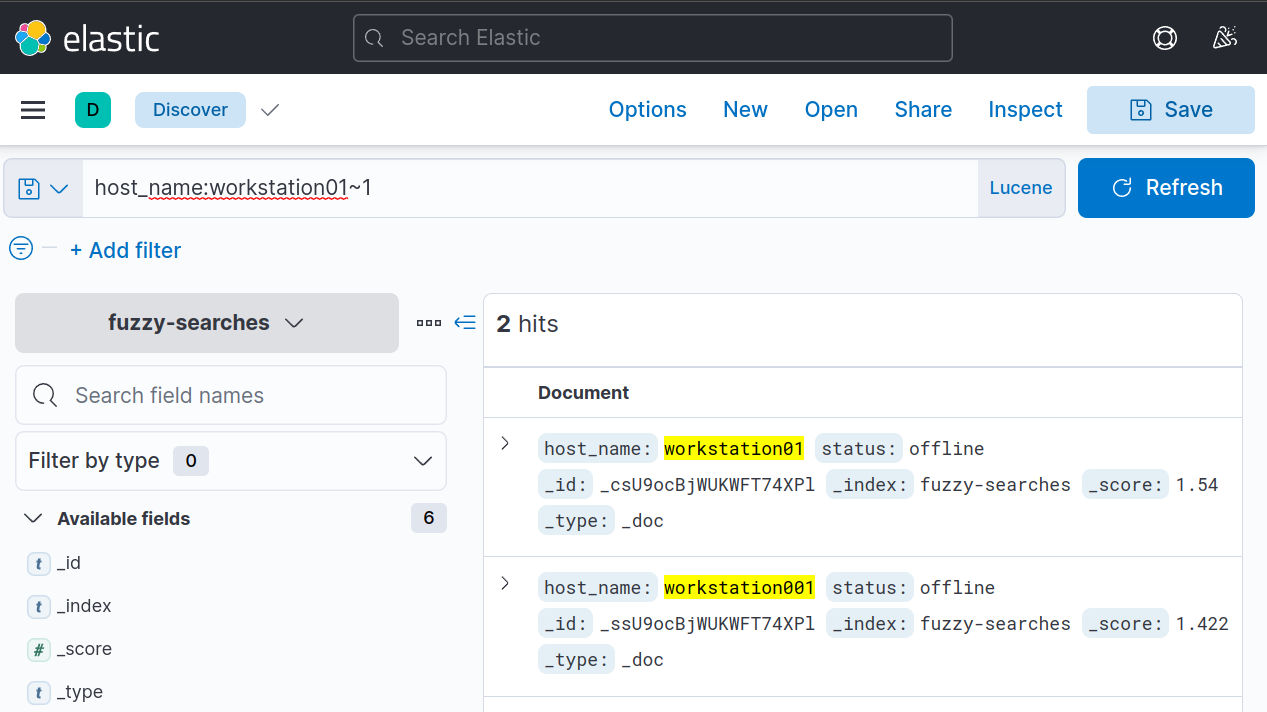 elastic
Search Elastic
D
Discover
Options
New
Open
Share
Inspect
Save
host_name:workstation01~1
Lucene
Refresh
+ Add filter
fuzzy-searches
Search field names
Filter by type 0
Available fields 6
t _id
t _index
# _score
t _type
2 hits
Document
host_name: workstation01 status: offline
_id: _csU9ocBjWUKWFT74XPl _index: fuzzy-searches _score: 1.54
_type: _doc
host_name: workstation001 status: offline
_id: _ssU9ocBjWUKWFT74XPl _index: fuzzy-searches _score: 1.422
_type: _doc